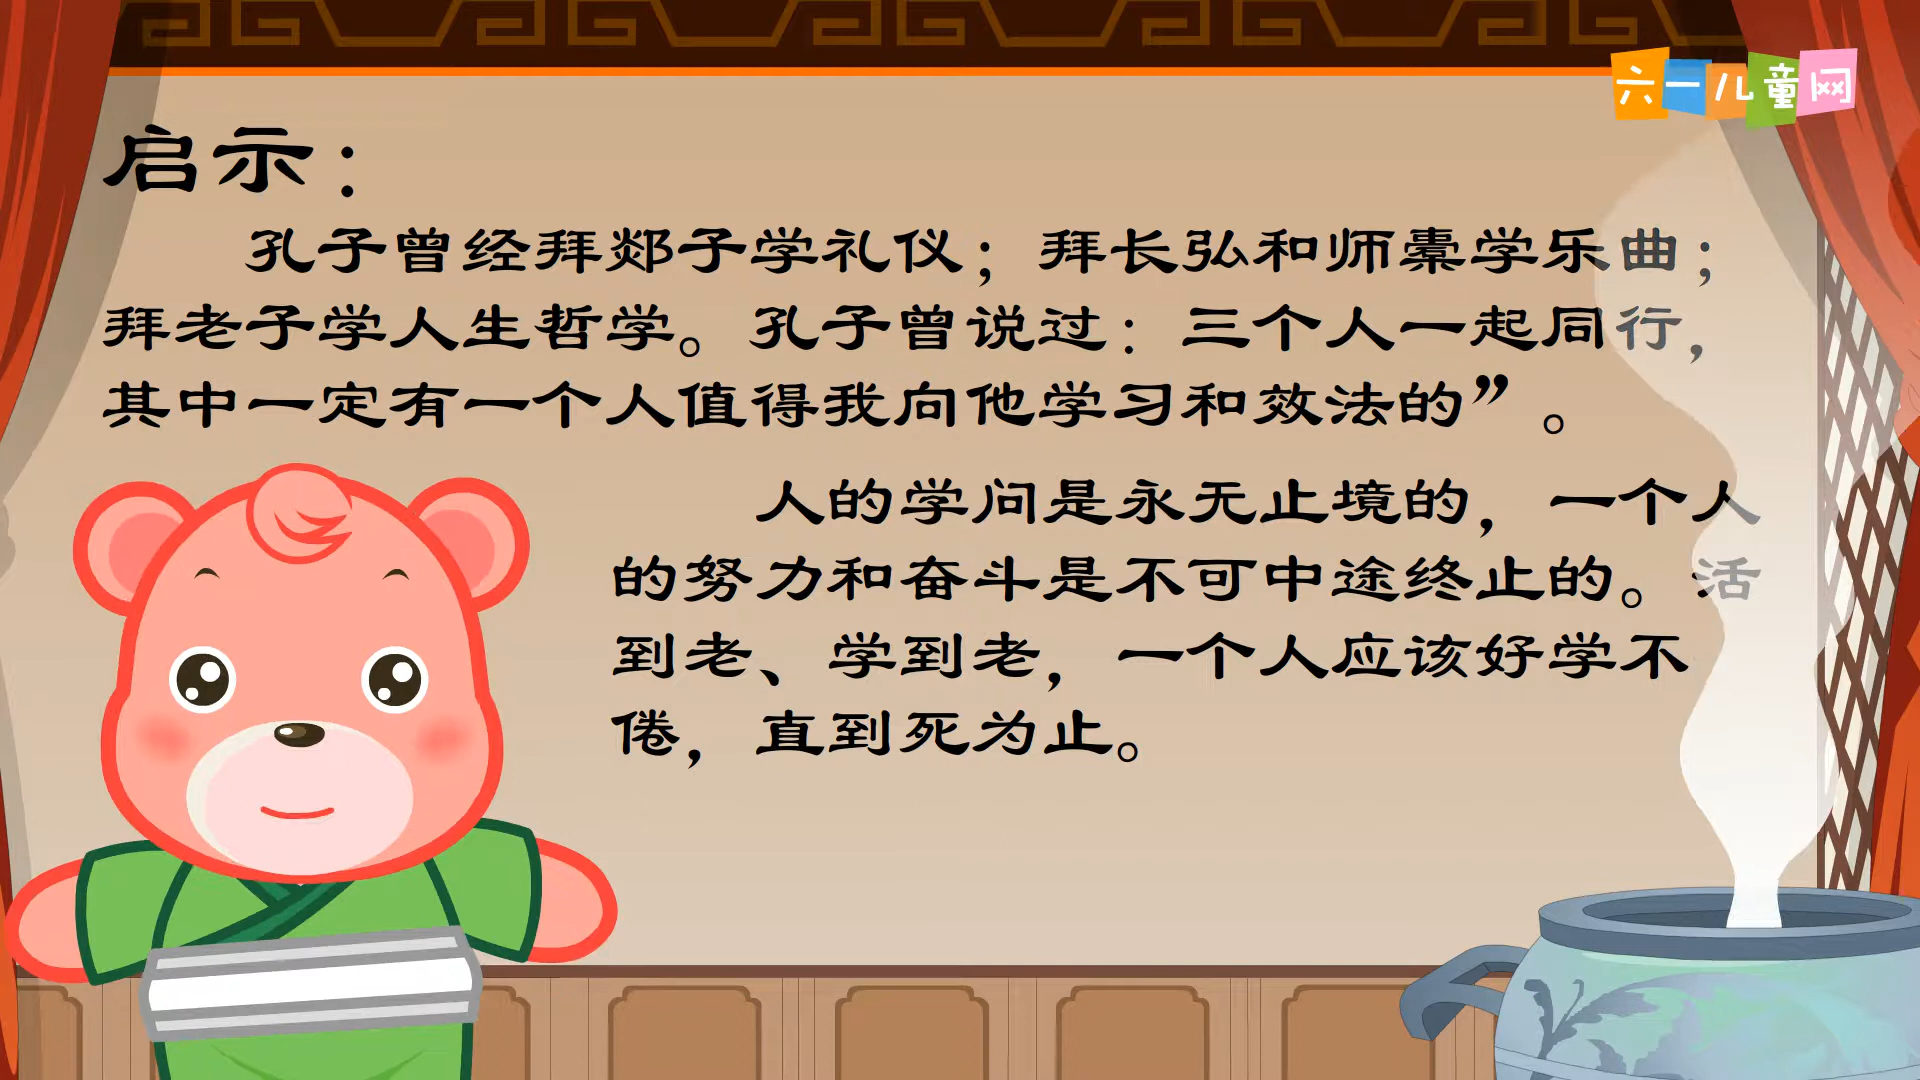 六一儿童网
启示：
孔子曾经拜郯子学礼仪；拜长弘和师襄学乐曲；
拜老子学人生哲学。孔子曾说过：三个人一起同行，
其中一定有一个人值得我向他学习和效法的”。
人的学问是永无止境的，一个人
的努力和奋斗是不可中途终止的。活
到老、学到老，一个人应该好学不
倦，直到死为止。